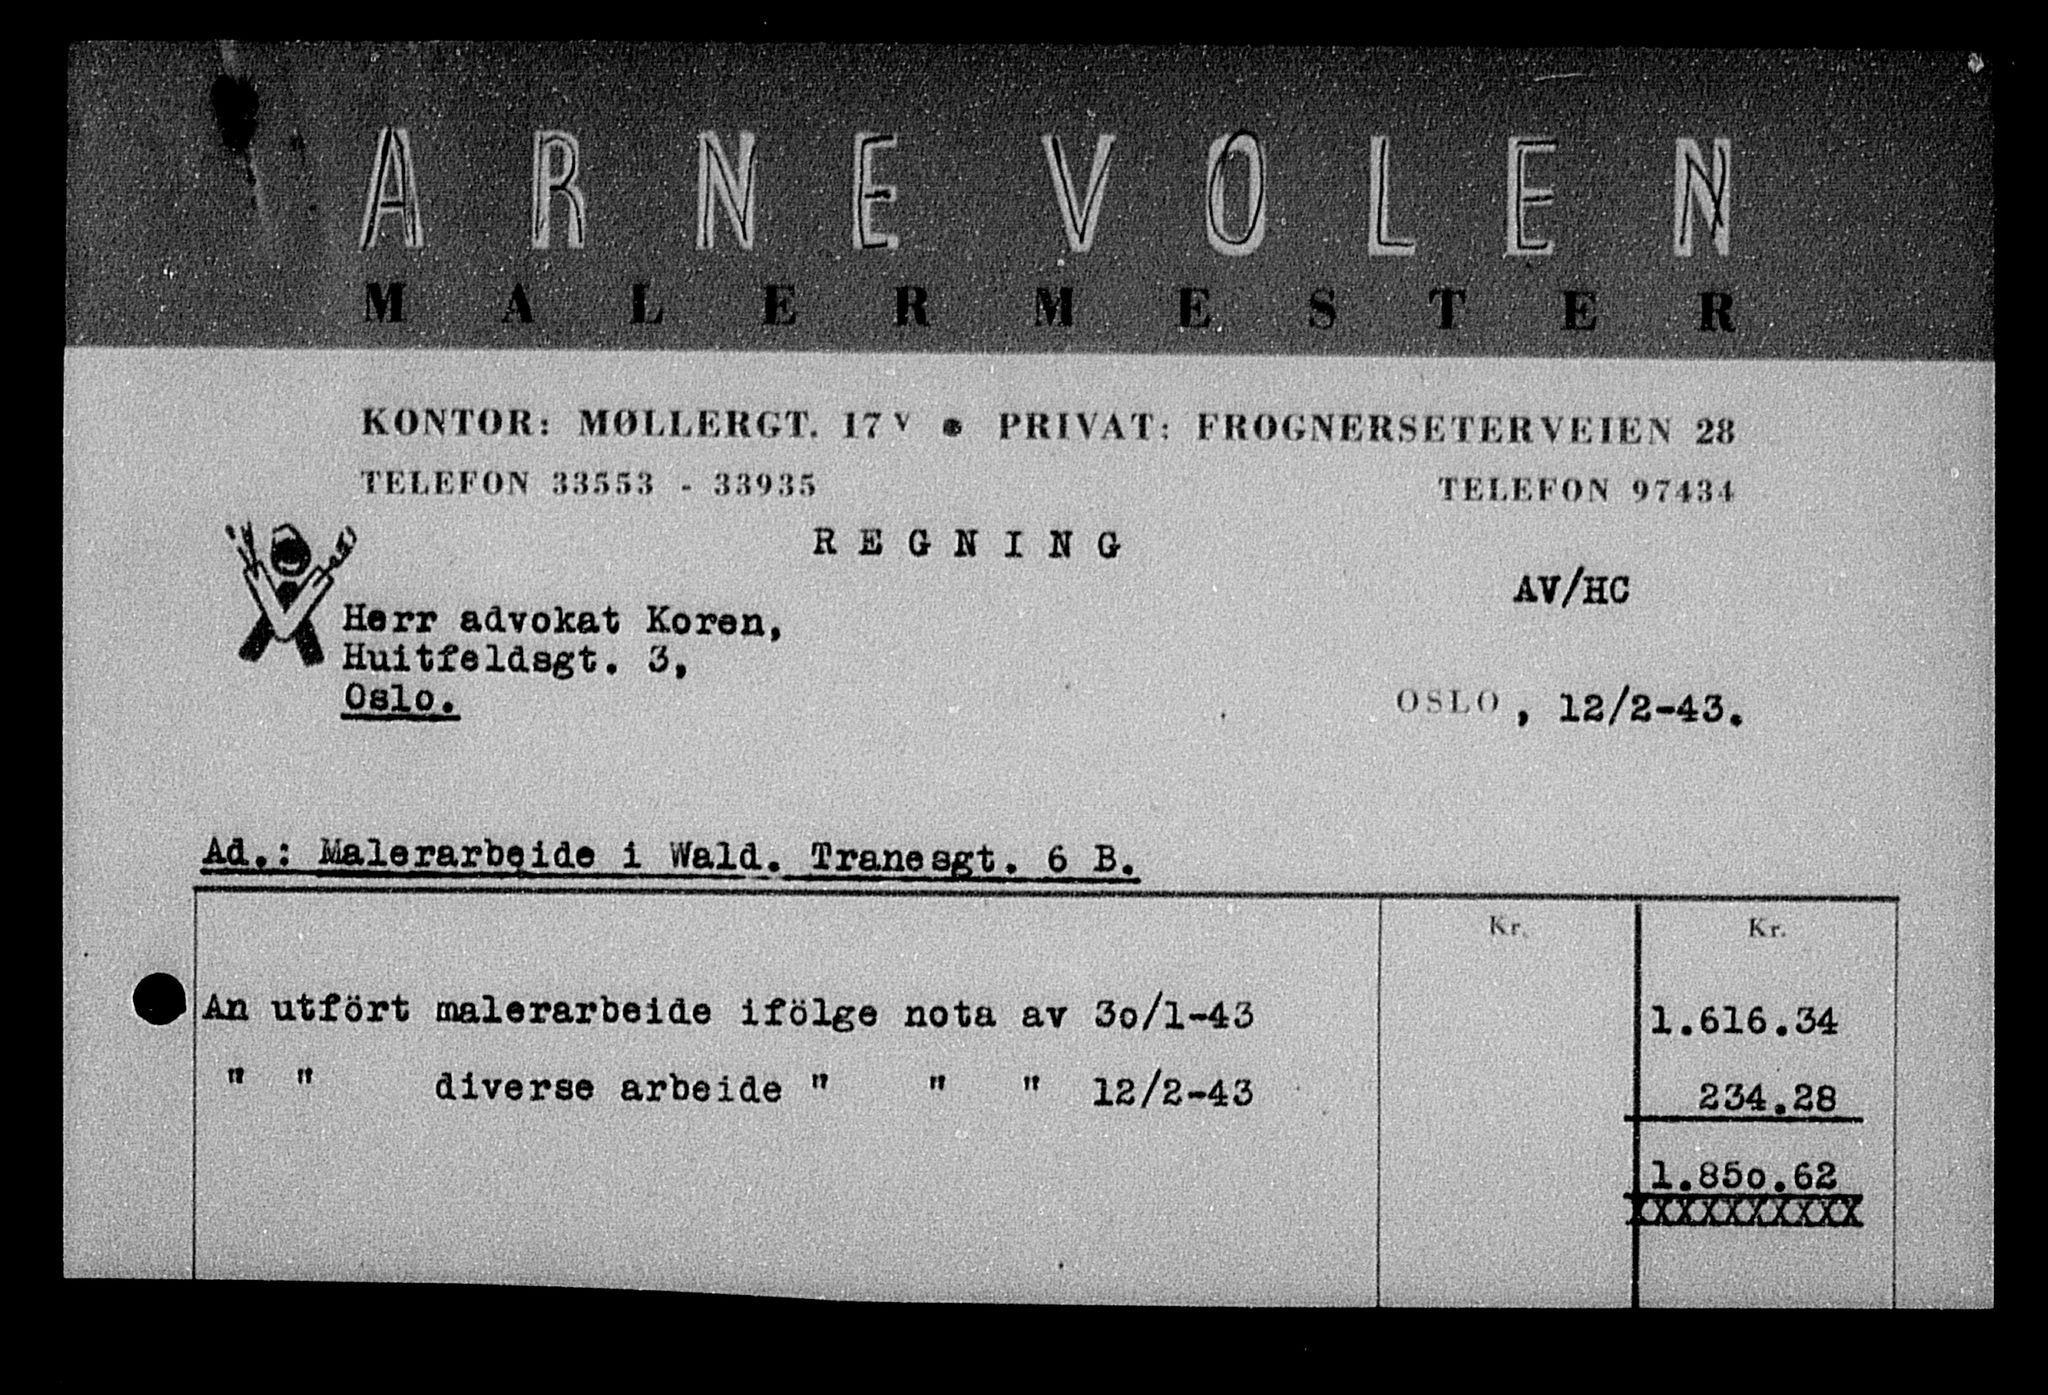 ARNE VOLEN
MALERMESTER
KONTOR: MØLLERGT. 17 V • PRIVAT: FROGNERSETERVEIEN 28
TELEFON 33553 - 33935 TELEFON 97434
REGNING
AV/HC
Herr advokat Koren,
Huitfeldsgt. 3,
Oslo.
OSLO , 12/2-43.
Ad.: Malerarbeide i Wald. Tranesgt. 6 B.
Kr. Kr.
An utfört malerarbeide ifölge nota av 3o/1-43 1.616.34
" " diverse arbeide " " " 12/2-43 234.28
1.85o.62
XXXXXXXXXX